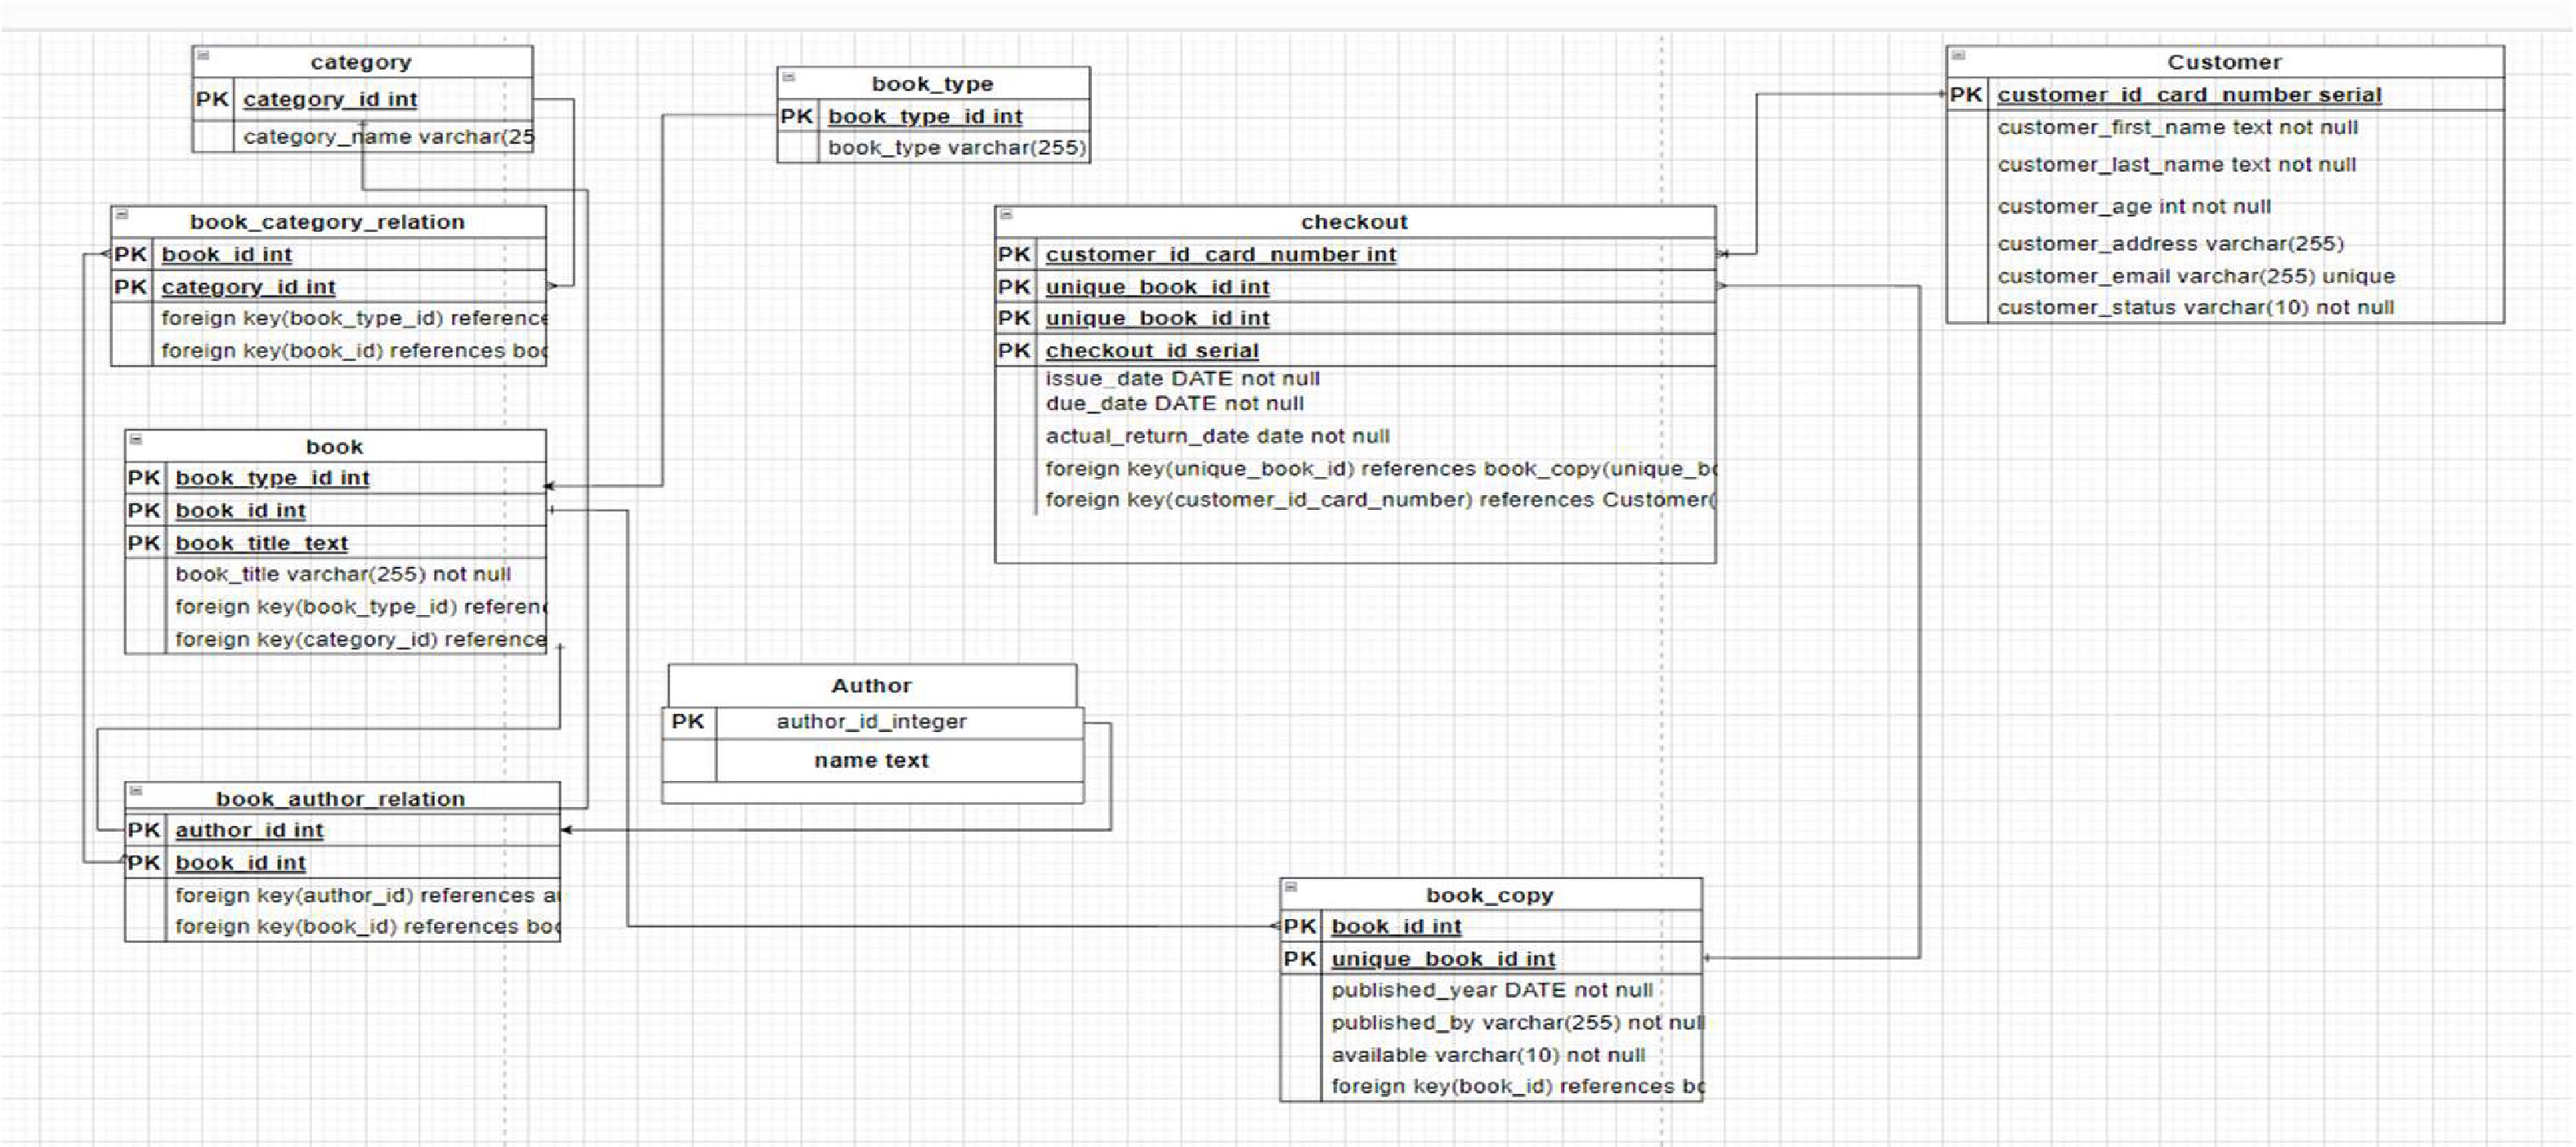 category
PK category_id int
category_name varchar(25
book_type
PK book_type_id int
book_type varchar(255)
Customer
PK customer_id_card_number serial
customer_first_name text not null
customer_last_name text not null
customer_age int not null
customer_address varchar(255)
customer_email varchar(255) unique
customer_status varchar(10) not null
book_category_relation
PK book_id int
PK category_id int
foreign key(book_type_id) reference
foreign key(book_id) references boo
checkout
PK customer_id_card_number int
PK unique_book_id int
PK unique_book_id int
PK checkout_id serial
issue_date DATE not null
due_date DATE not null
actual_return_date date not null
foreign key(unique_book_id) references book_copy(unique_bo
foreign key(customer_id_card_number) references Customer(
book
PK book_type_id int
PK book_id int
PK book_title_text
book_title varchar(255) not null
foreign key(book_type_id) referen
foreign key(category_id) reference
Author
PK author_id_integer
name text
book_author_relation
PK author_id int
PK book_id int
foreign key(author_id) references a
foreign key(book_id) references boo
book_copy
PK book_id int
PK unique_book_id int
published_year DATE not null
published_by varchar(255) not null
available varchar(10) not null
foreign key(book_id) references bo